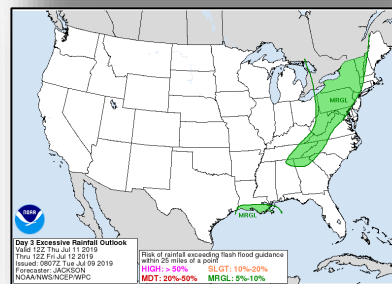 MRGL
MRGL
NOAA
Day 3 Excessive Rainfall Outlook
Valid 12Z Thu Jul 11 2019
Thru 12Z Fri Jul 12 2019
Issued: 0807Z Tue Jul 09 2019
Forecaster: JACKSON
NOAA/NWS/NCEP/WPC
Risk of rainfall exceeding flash flood guidance
within 25 miles of a point
HIGH: > 50% SLGT: 10%-20%
MDT: 20%-50% MRGL: 5%-10%